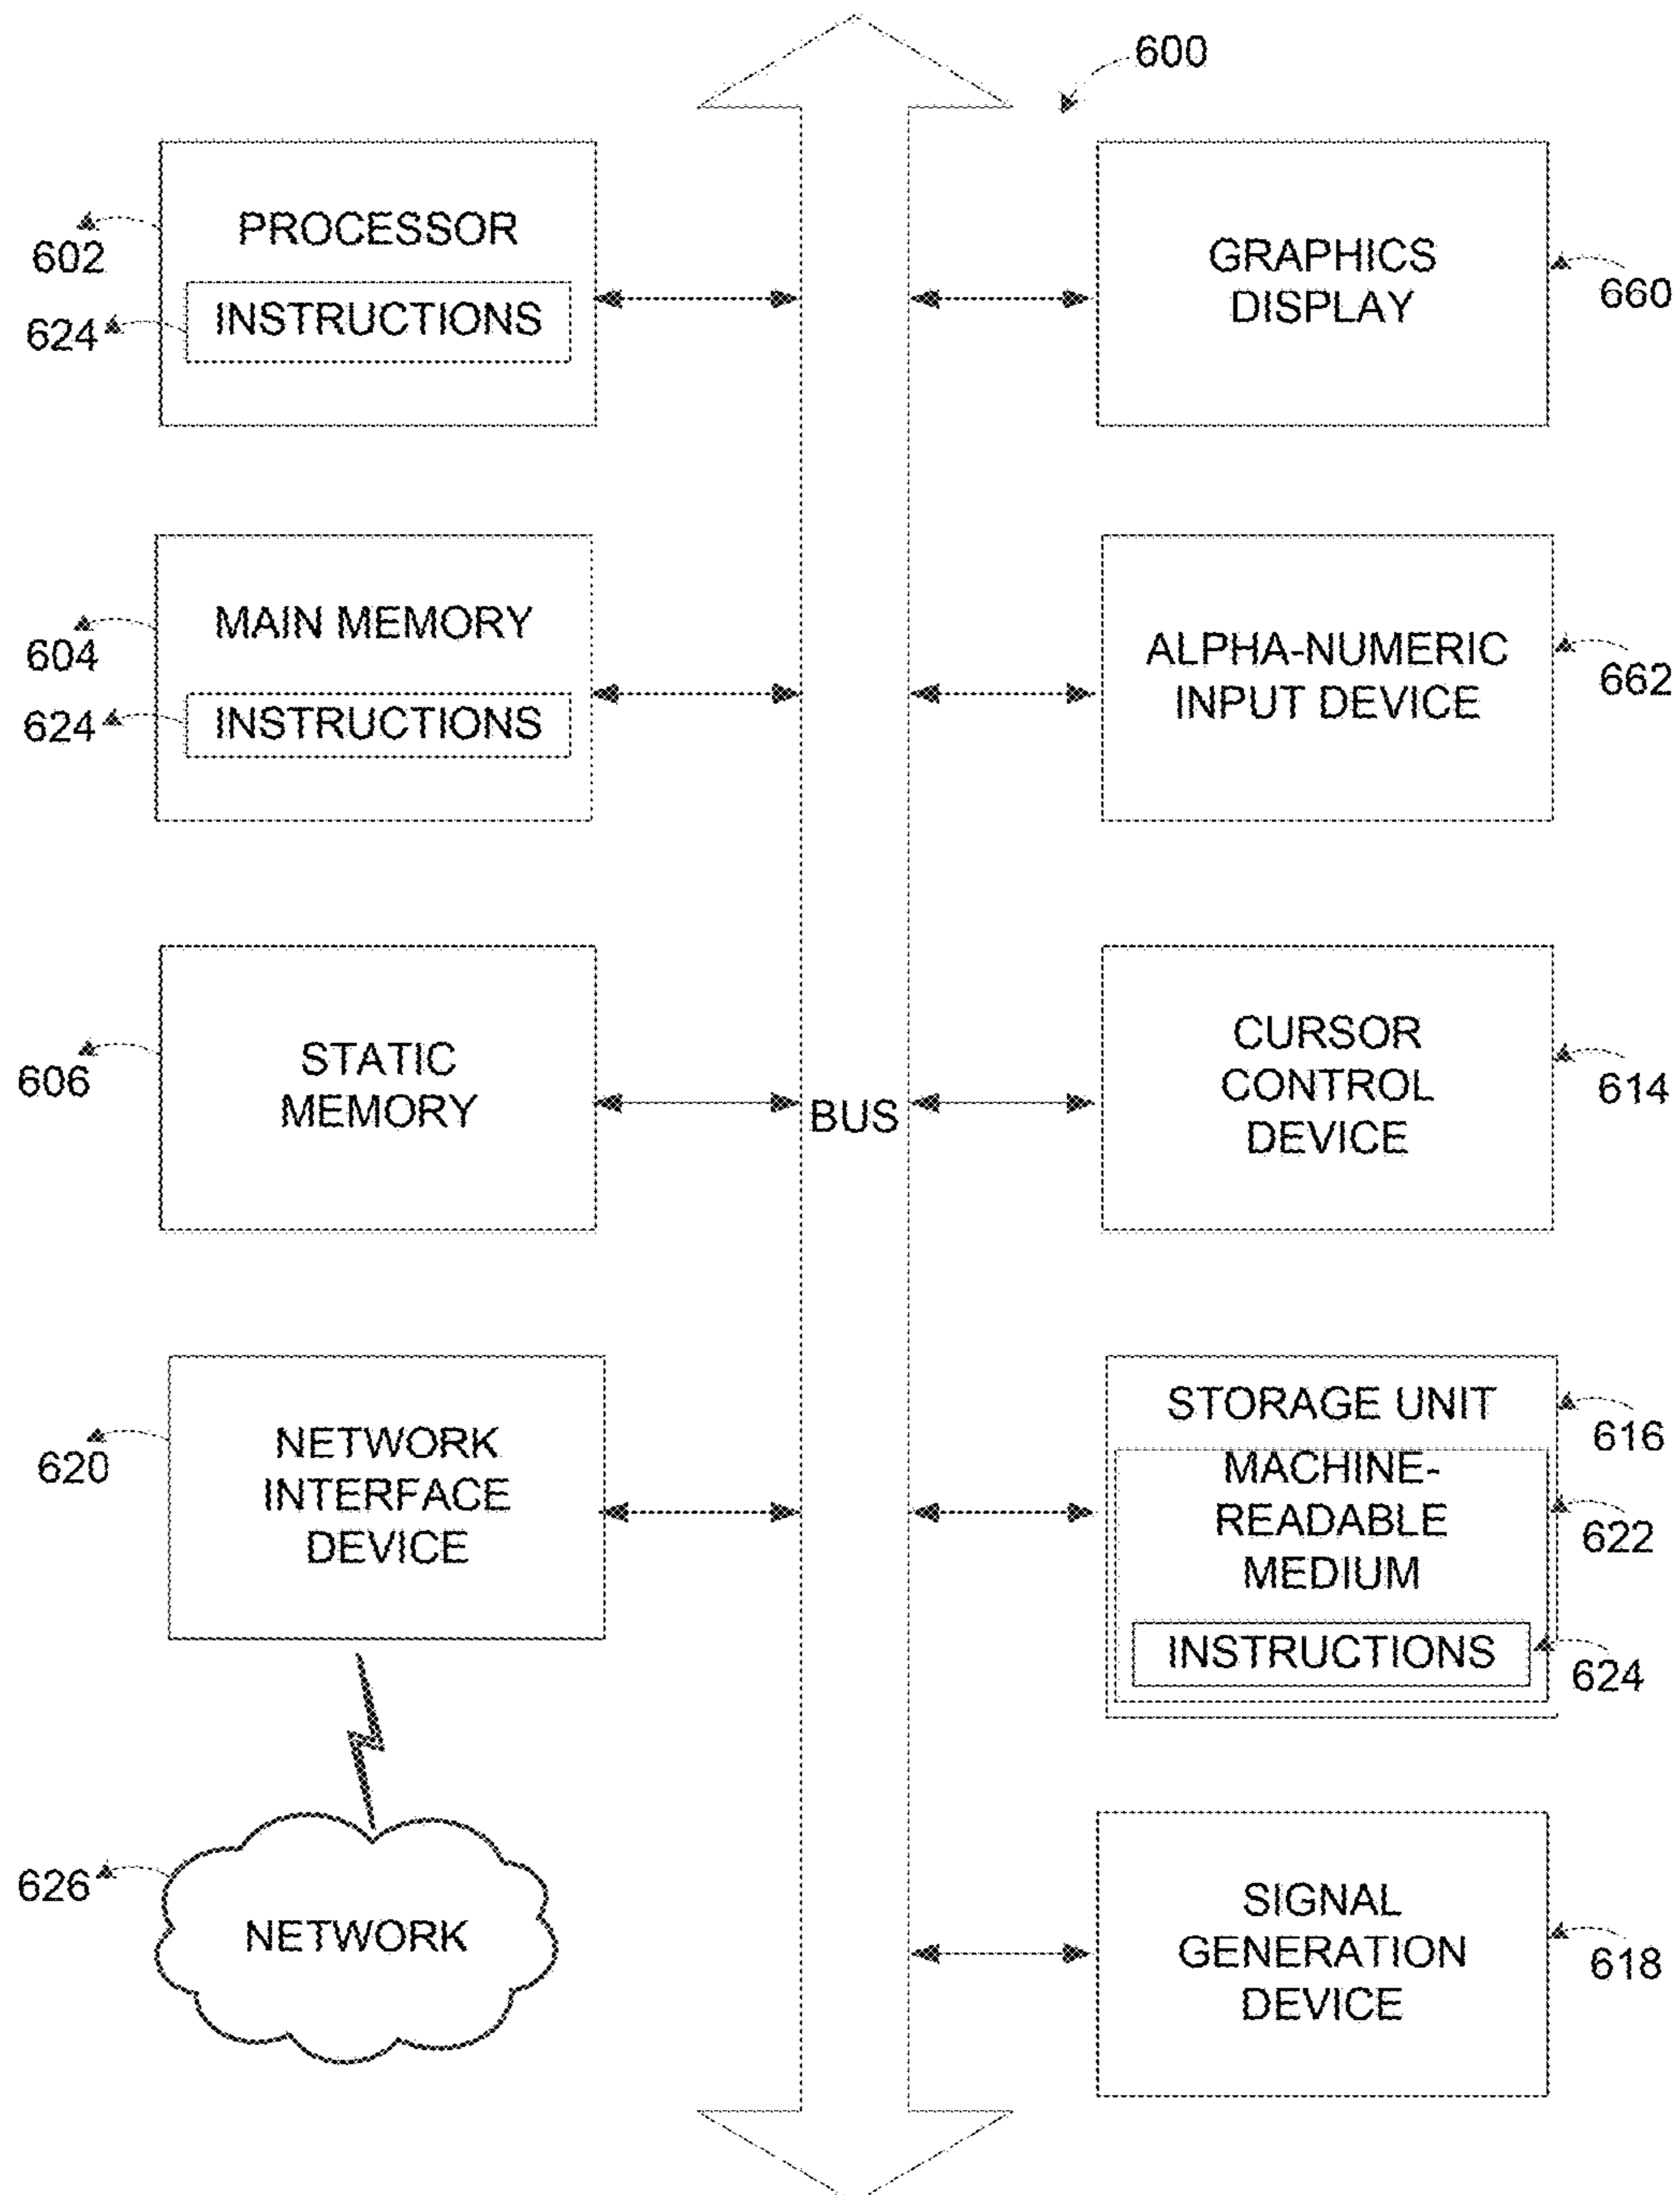 600
PROCESSOR
602
INSTRUCTIONS
624
GRAPHICS
DISPLAY
660
MAIN MEMORY
604
INSTRUCTIONS
624
ALPHA-NUMERIC
INPUT DEVICE
662
STATIC
MEMORY
606
BUS
CURSOR
CONTROL
DEVICE
614
NETWORK
INTERFACE
DEVICE
620
STORAGE UNIT
616
MACHINE-
READABLE
MEDIUM
622
INSTRUCTIONS
624
NETWORK
626
SIGNAL
GENERATION
DEVICE
618